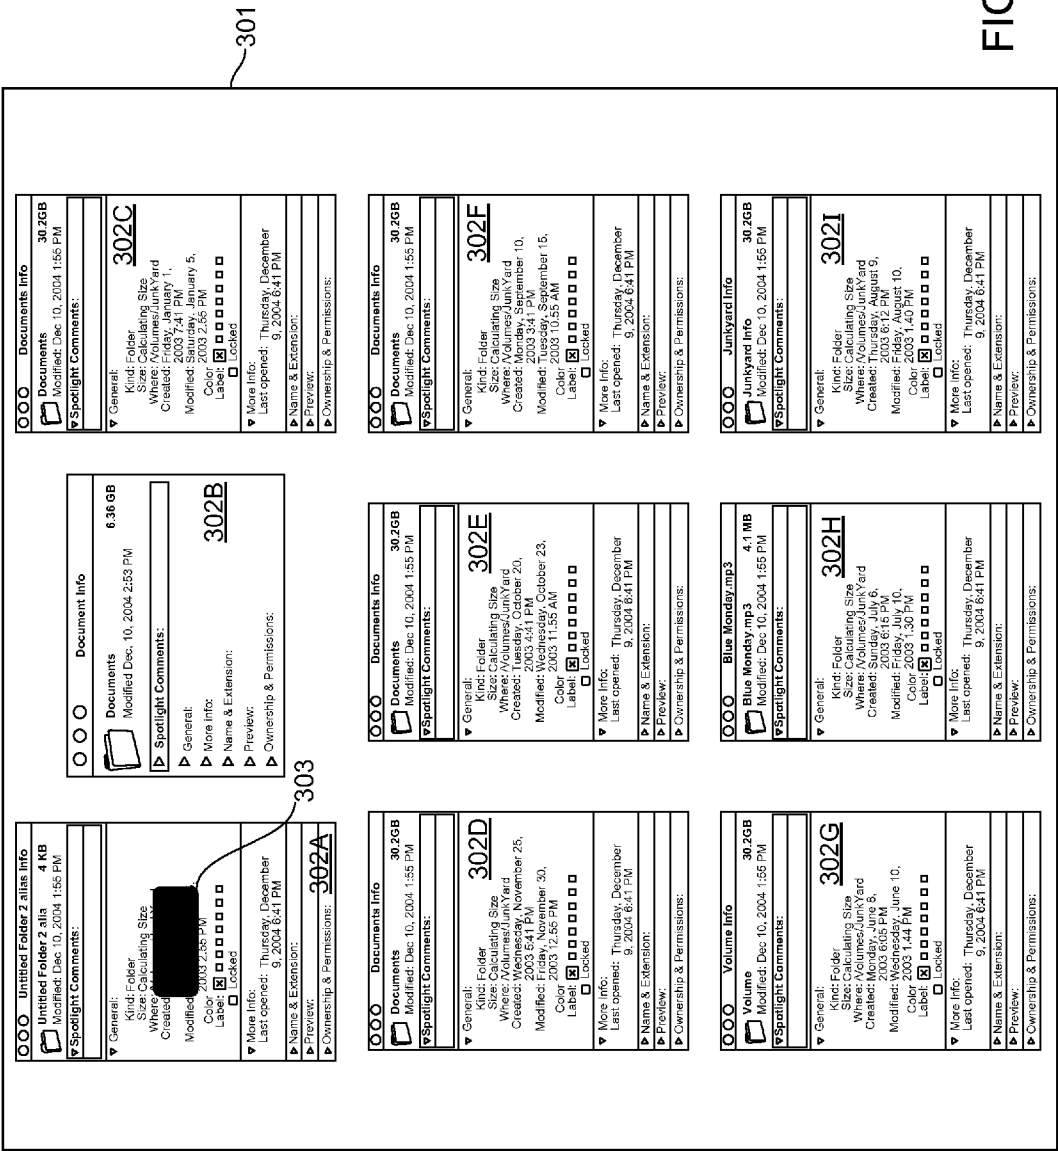 301
Untitled Folder 2 alias Info
Untitled Folder 2 alia 4 KB
Modified: Dec 10, 2004 1:55 PM
Spotlight Comments:
General:
Kind: Folder
Size: Calculating Size
Where
Created
Modified
2003 2:55 PM
Color
Label:
Locked
More Info:
Last opened: Thursday, December
9, 2004 6:41 PM
Name & Extension:
Preview:
Ownership & Permissions:
302A
303
Document Info
Documents 6.36 GB
Modified Dec 10, 2004 2:53 PM
Spotlight Comments:
General:
More Info:
Name & Extension:
Preview:
Ownership & Permissions:
302B
Documents Info
Documents 30.2GB
Modified: Dec 10, 2004 1:55 PM
Spotlight Comments:
General:
302C
Kind: Folder
Size: Calculating Size
Where: /Volumes/JunkYard
Created: Friday, January 1,
2003 7:41 PM
Modified: Saturday, January 5,
2003 2.55 PM
Color
Label:
Locked
More Info:
Last opened: Thursday, December
9, 2004 6:41 PM
Name & Extension:
Preview:
Ownership & Permissions:
Documents Info
Documents 30.2GB
Modified: Dec 10, 2004 1:55 PM
Spotlight Comments:
General:
302D
Kind: Folder
Size: Calculating Size
Where: /Volumes/JunkYard
Created: Wednesday, November 25,
2003 5:41 PM
Modified: Friday, November 30,
2003 12.55 PM
Color
Label:
Locked
More Info:
Last opened: Thursday, December
9, 2004 6:41 PM
Name & Extension:
Preview:
Ownership & Permissions:
Documents Info
Documents 30.2GB
Modified: Dec 10, 2004 1:55 PM
Spotlight Comments:
General:
302E
Kind: Folder
Size: Calculating Size
Where: /Volumes/JunkYard
Created: Tuesday, October 20,
2003 4:41 PM
Modified: Wednesday, October 23,
2003 11.55 AM
Color
Label:
Locked
More Info:
Last opened: Thursday, December
9, 2004 6:41 PM
Name & Extension:
Preview:
Ownership & Permissions:
Documents Info
Documents 30.2GB
Modified: Dec 10, 2004 1:55 PM
Spotlight Comments:
General:
302F
Kind: Folder
Size: Calculating Size
Where: /Volumes/JunkYard
Created: Monday, September 10,
2003 3:41 PM
Modified: Tuesday, September 15,
2003 10.55 AM
Color
Label:
Locked
More Info:
Last opened: Thursday, December
9, 2004 6:41 PM
Name & Extension:
Preview:
Ownership & Permissions:
Volume Info
Volume 30.2GB
Modified: Dec 10, 2004 1:55 PM
Spotlight Comments:
General:
302G
Kind: Folder
Size: Calculating Size
Where: /Volumes/JunkYard
Created: Monday, June 8,
2003 6:05 PM
Modified: Wednesday, June 10,
2003 1.44 PM
Color
Label:
Locked
More Info:
Last opened: Thursday, December
9, 2004 6:41 PM
Name & Extension:
Preview:
Ownership & Permissions:
Blue Monday.mp3
Blue Monday.mp3 4.1 MB
Modified: Dec 10, 2004 1:55 PM
Spotlight Comments:
General:
302H
Kind: Folder
Size: Calculating Size
Where: /Volumes/JunkYard
Created: Sunday, July 6,
2003 6:15 PM
Modified: Friday, July 10,
2003 1.30 PM
Color
Label:
Locked
More Info:
Last opened: Thursday, December
9, 2004 6:41 PM
Name & Extension:
Preview:
Ownership & Permissions:
Junkyard Info
Junkyard Info 30.2GB
Modified: Dec 10, 2004 1:55 PM
Spotlight Comments:
General:
302I
Kind: Folder
Size: Calculating Size
Where: /Volumes/JunkYard
Created: Thursday, August 9,
2003 6:12 PM
Modified: Friday, August 10,
2003 1.40 PM
Color
Label:
Locked
More Info:
Last opened: Thursday, December
9, 2004 6:41 PM
Name & Extension:
Preview:
Ownership & Permissions: